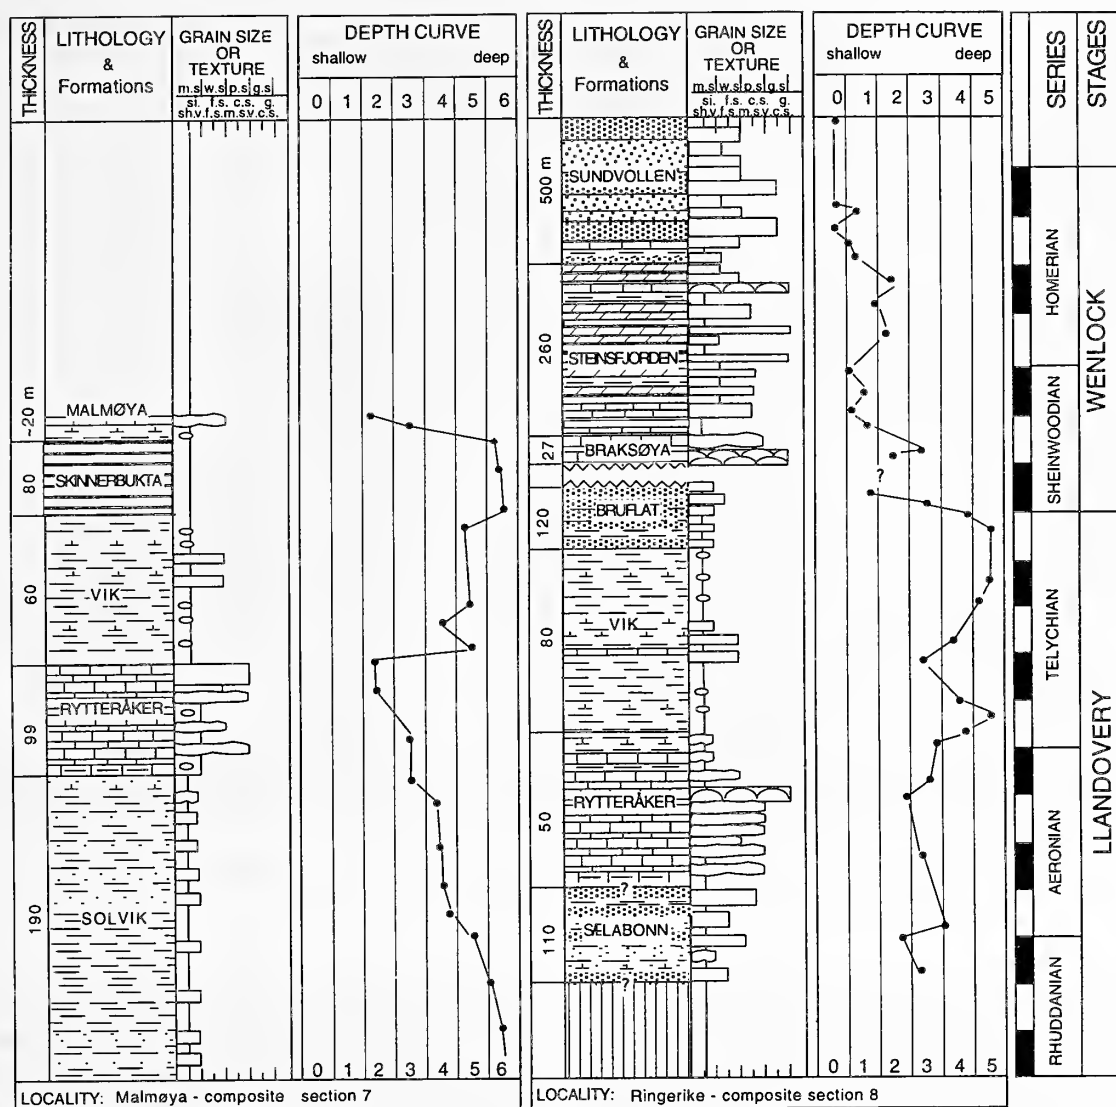 THICKNESS
LITHOLOGY
&
Formations
GRAIN SIZE
OR
TEXTURE
m.s w.s p.s g.s
si. f.s. c.s. g.
sh.v.f.s.m.s.v.c.s.
DEPTH CURVE
shallow deep
0 1 2 3 4 5 6
~20 m
MALMØYA
80
SKINNERBUKTA
60
VIK
99
RYTTERÅKER
190
SOLVIK
0 1 2 3 4 5 6
LOCALITY: Malmøya - composite section 7
THICKNESS
LITHOLOGY
&
Formations
GRAIN SIZE
OR
TEXTURE
m.s w.s p.s g.s
si. f.s. c.s. g.
sh.v.f.s.m.s.v.c.s.
DEPTH CURVE
shallow deep
0 1 2 3 4 5
500 m
SUNDVOLLEN
260
STEINSFJORDEN
27
BRAKSØYA
?
120
BRUFLAT
80
VIK
50
RYTTERÅKER
?
110
SÆLABONN
?
0 1 2 3 4 5
LOCALITY: Ringerike - composite section 8
SERIES
STAGES
HOMERIAN
SHEINWOODIAN
WENLOCK
TELYCHIAN
AERONIAN
RHUDDANIAN
LLANDOVERY